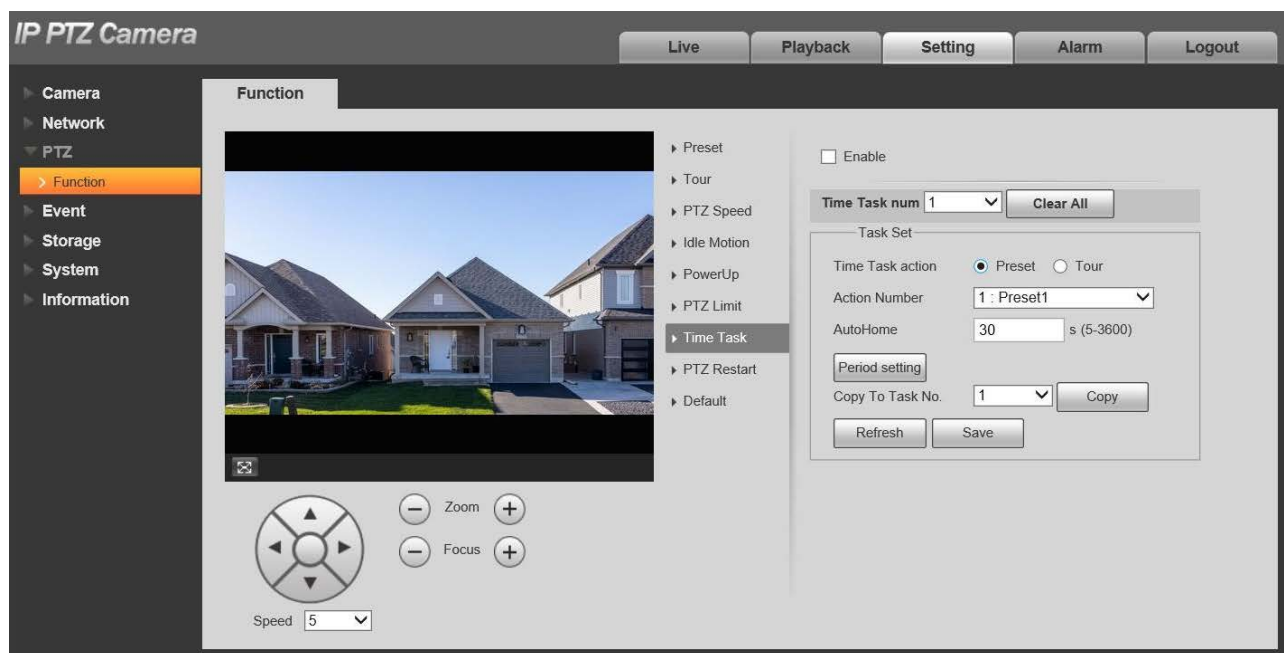 IP PTZ Camera
Live Playback Setting Alarm Logout
Camera
Network
PTZ
Function
Event
Storage
System
Information
Function
Preset
Tour
PTZ Speed
Idle Motion
PowerUp
PTZ Limit
Time Task
PTZ Restart
Default
Enable
Time Task num 1 Clear All
Task Set
Time Task action Preset Tour
Action Number 1 : Preset1
AutoHome 30 s (5-3600)
Period setting
Copy To Task No. 1 Copy
Refresh Save
Zoom
Focus
Speed 5